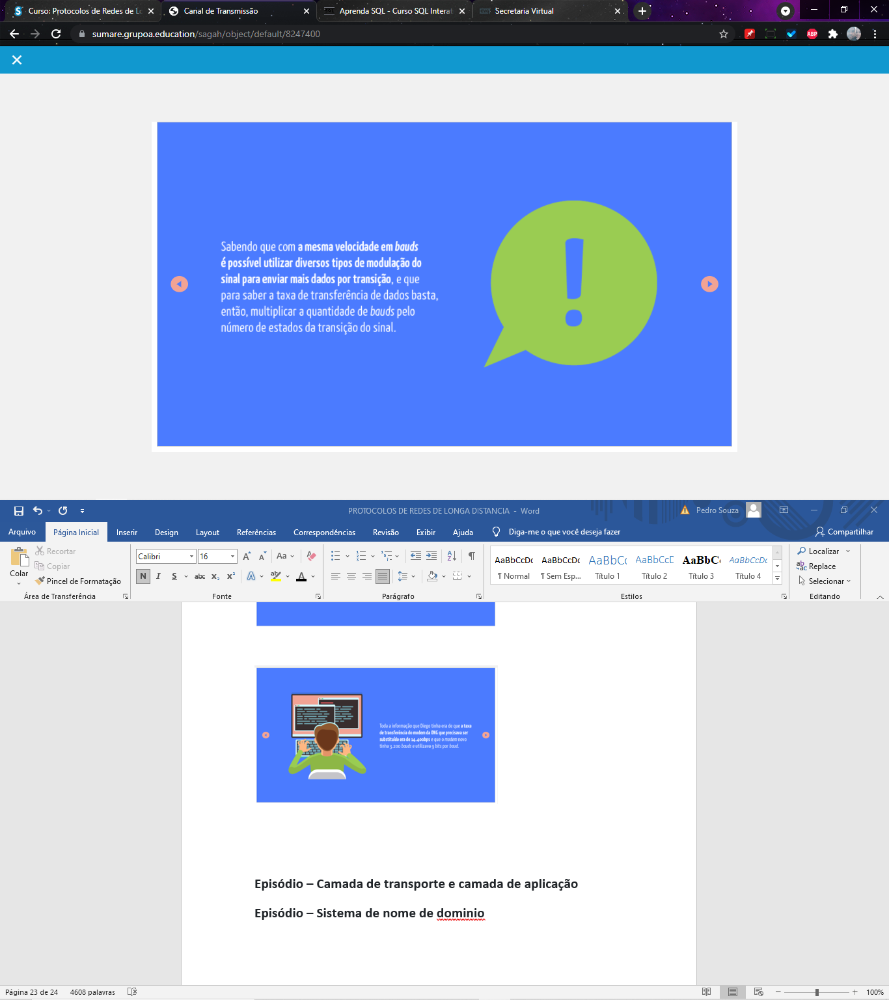 Curso: Protocolos de Redes de Lo
Canal de Transmissão
Aprenda SQL - Curso SQL Interat
Secretaria Virtual
sumare.grupoa.education/sagah/object/default/8247400
ABP
Sabendo que com a mesma velocidade em bauds
é possível utilizar diversos tipos de modulação do
sinal para enviar mais dados por transição, e que
para saber a taxa de transferência de dados basta,
então, multiplicar a quantidade de bauds pelo
número de estados da transição do sinal.
!
PROTOCOLOS DE REDES DE LONGA DISTANCIA - Word
Pedro Souza
Arquivo
Página Inicial
Inserir
Design
Layout
Referências
Correspondências
Revisão
Exibir
Ajuda
Diga-me o que você deseja fazer
Compartilhar
Colar
Recortar
Copiar
Pincel de Formatação
Área de Transferência
Calibri
16
Aa
N I S abc x₂ x²
Fonte
Parágrafo
AaBbCcDc AaBbCcDc AaBbCc AaBbCcD AaBbCc AaBbCcDc
¶ Normal
¶ Sem Esp...
Título 1
Título 2
Título 3
Título 4
Estilos
Localizar
Replace
Selecionar
Editando
Toda a informação que Diego tinha era de que a taxa
de transferência do modem da ONG que precisava ser
substituído era de 14.400bps e que o modem novo
tinha 3.200 bauds e utilizava 9 bits por baud.
Episódio – Camada de transporte e camada de aplicação
Episódio – Sistema de nome de dominio
Página 23 de 24
4608 palavras
100%